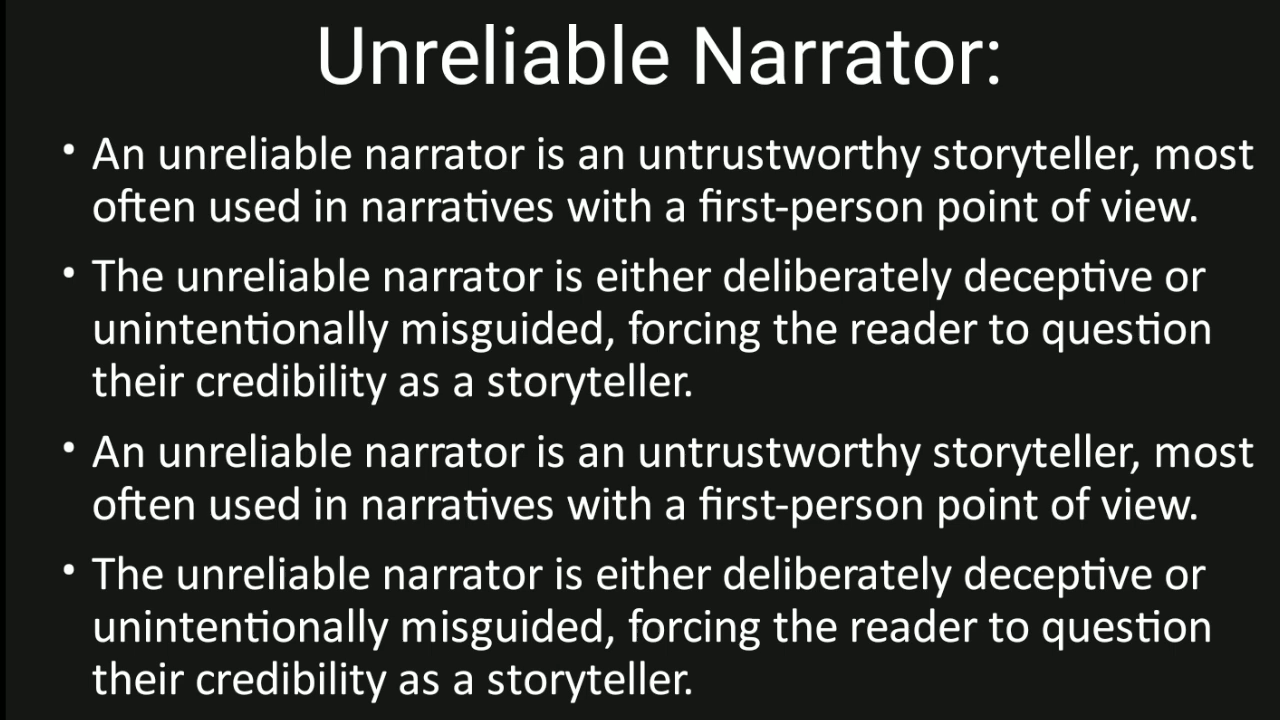 Unreliable Narrator:
• An unreliable narrator is an untrustworthy storyteller, most
often used in narratives with a first-person point of view.
• The unreliable narrator is either deliberately deceptive or
unintentionally misguided, forcing the reader to question
their credibility as a storyteller.
• An unreliable narrator is an untrustworthy storyteller, most
often used in narratives with a first-person point of view.
• The unreliable narrator is either deliberately deceptive or
unintentionally misguided, forcing the reader to question
their credibility as a storyteller.